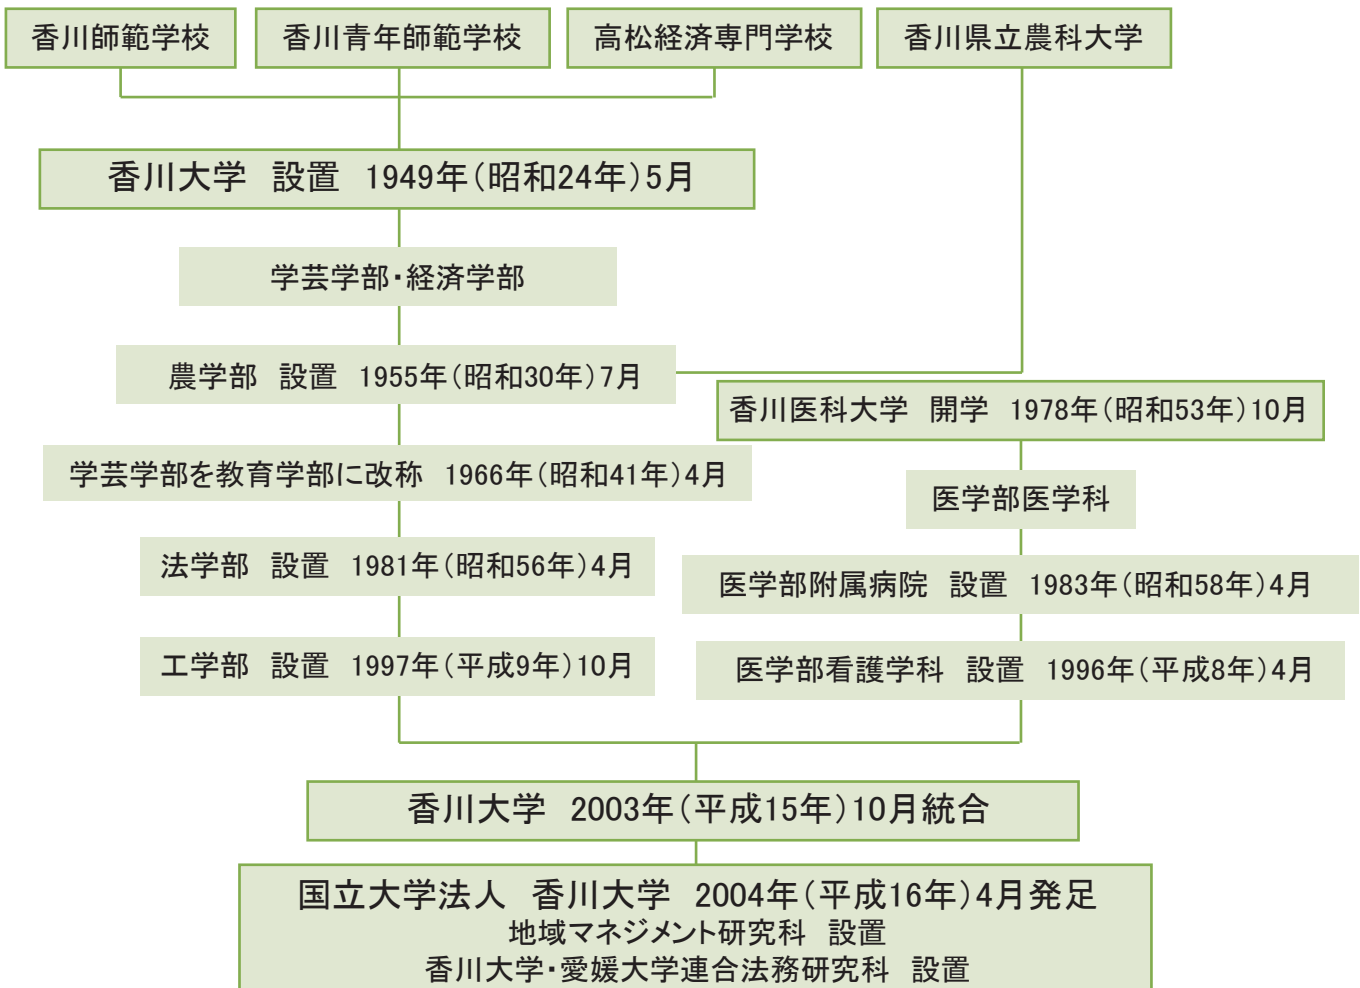 香川師範学校
香川青年師範学校
高松経済専門学校
香川県立農科大学
香川大学　設置　1949年(昭和24年)5月
学芸学部・経済学部
農学部　設置　1955年(昭和30年)7月
香川医科大学　開学　1978年(昭和53年)10月
学芸学部を教育学部に改称　1966年(昭和41年)4月
医学部医学科
法学部　設置　1981年(昭和56年)4月
医学部附属病院　設置　1983年(昭和58年)4月
工学部　設置　1997年(平成9年)10月
医学部看護学科　設置　1996年(平成8年)4月
香川大学　2003年(平成15年)10月統合
国立大学法人　香川大学　2004年(平成16年)4月発足
地域マネジメント研究科　設置
香川大学・愛媛大学連合法務研究科　設置